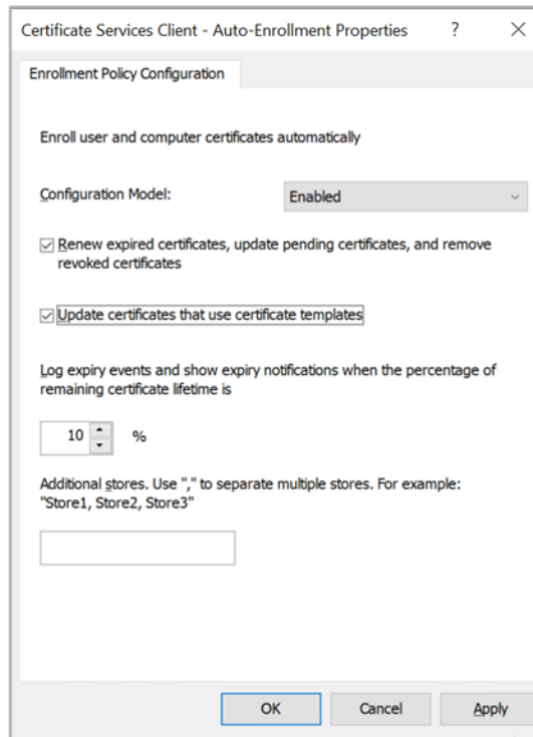 Certificate Services Client - Auto-Enrollment Properties ? ×
Enrollment Policy Configuration
Enroll user and computer certificates automatically
Configuration Model: Enabled
Renew expired certificates, update pending certificates, and remove
revoked certificates
Update certificates that use certificate templates
Log expiry events and show expiry notifications when the percentage of
remaining certificate lifetime is
10 %
Additional stores. Use "," to separate multiple stores. For example:
"Store1, Store2, Store3"
OK Cancel Apply